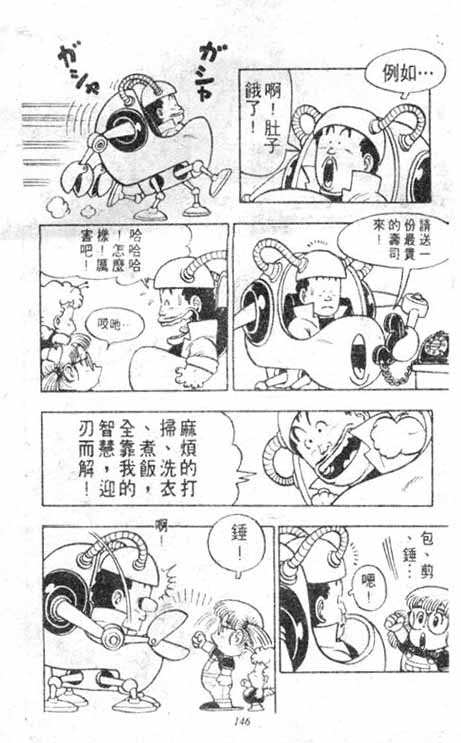 例如…
啊！肚子
餓了！
ガシャ
ガシャ
請送一
份最貴
的壽司
來！
哈哈哈
！怎麼
樣！厲
害吧！
哎吔…
麻煩的打
掃、洗衣
、煮飯，
全靠我的
智慧，迎
刃而解！
包、剪
、錘…
嗯！
錘！
啊！
146